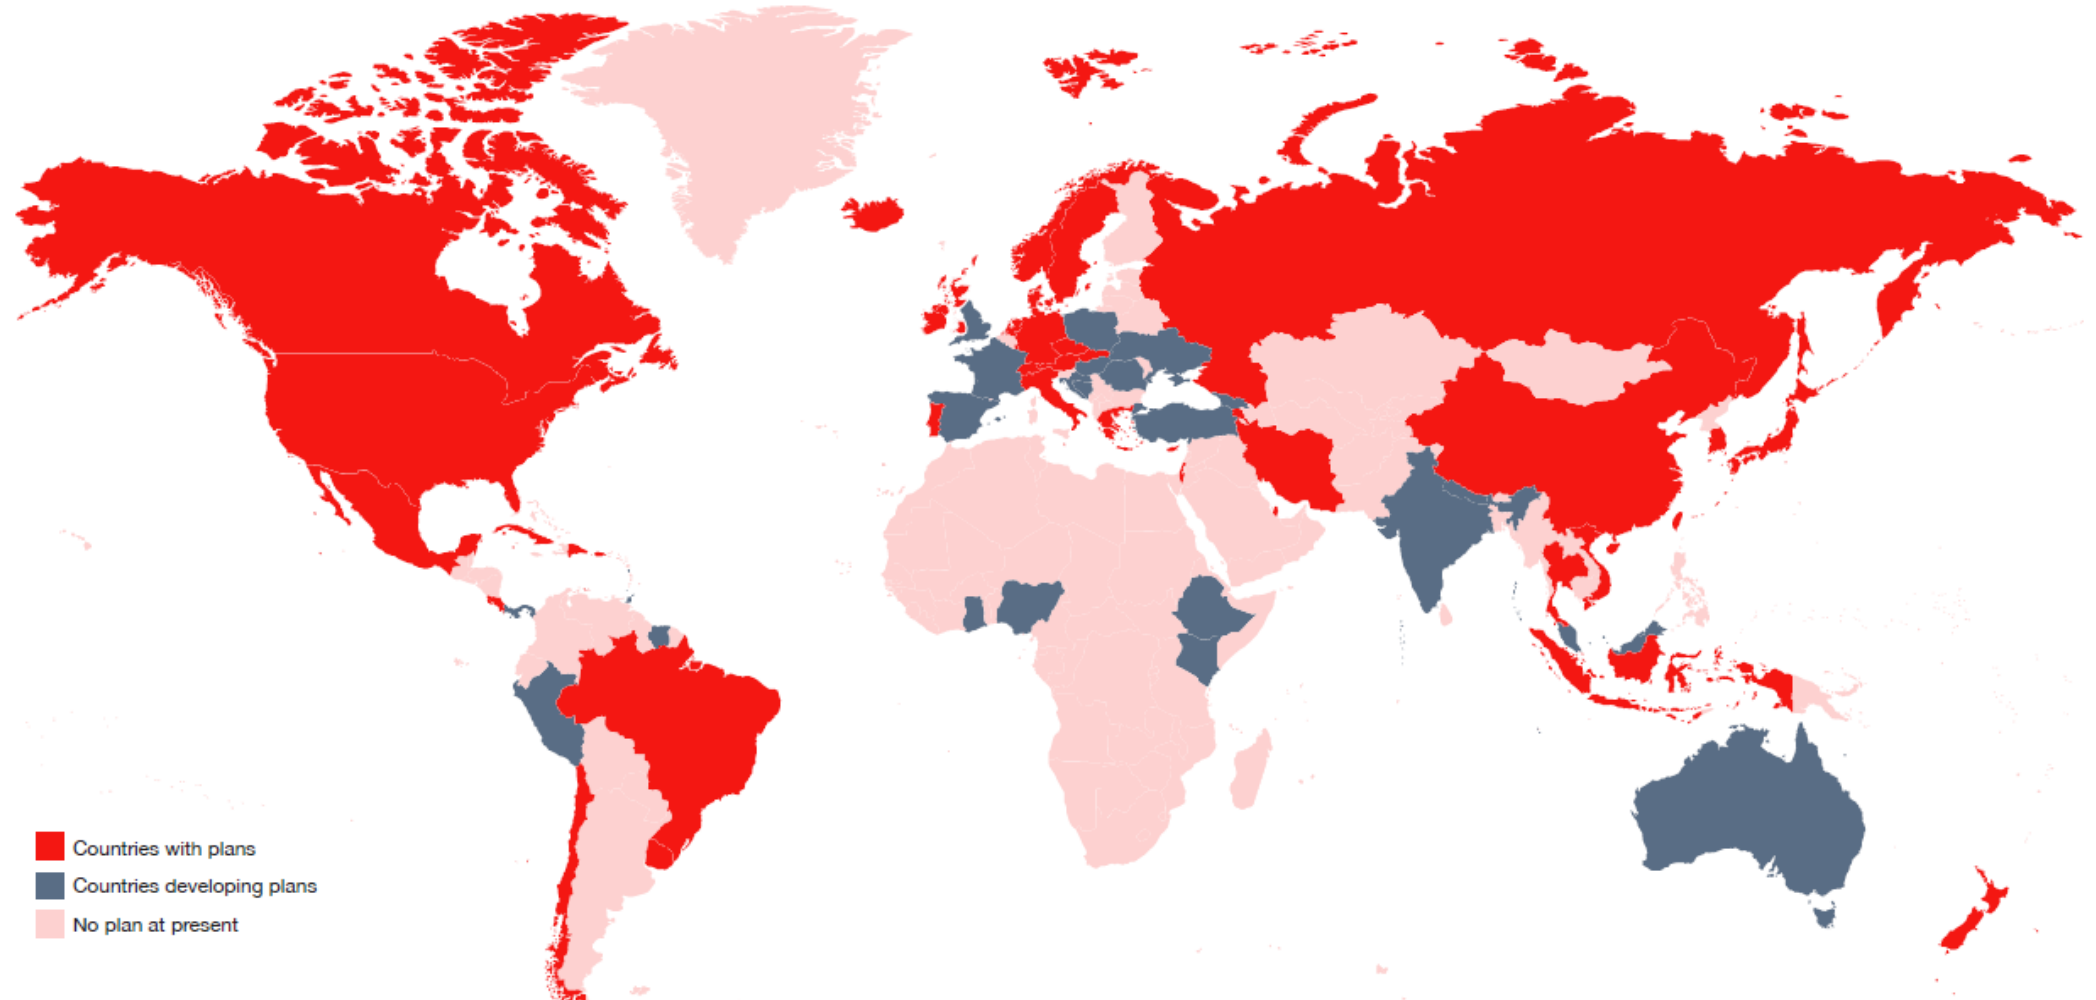 Countries with plans
Countries developing plans
No plan at present